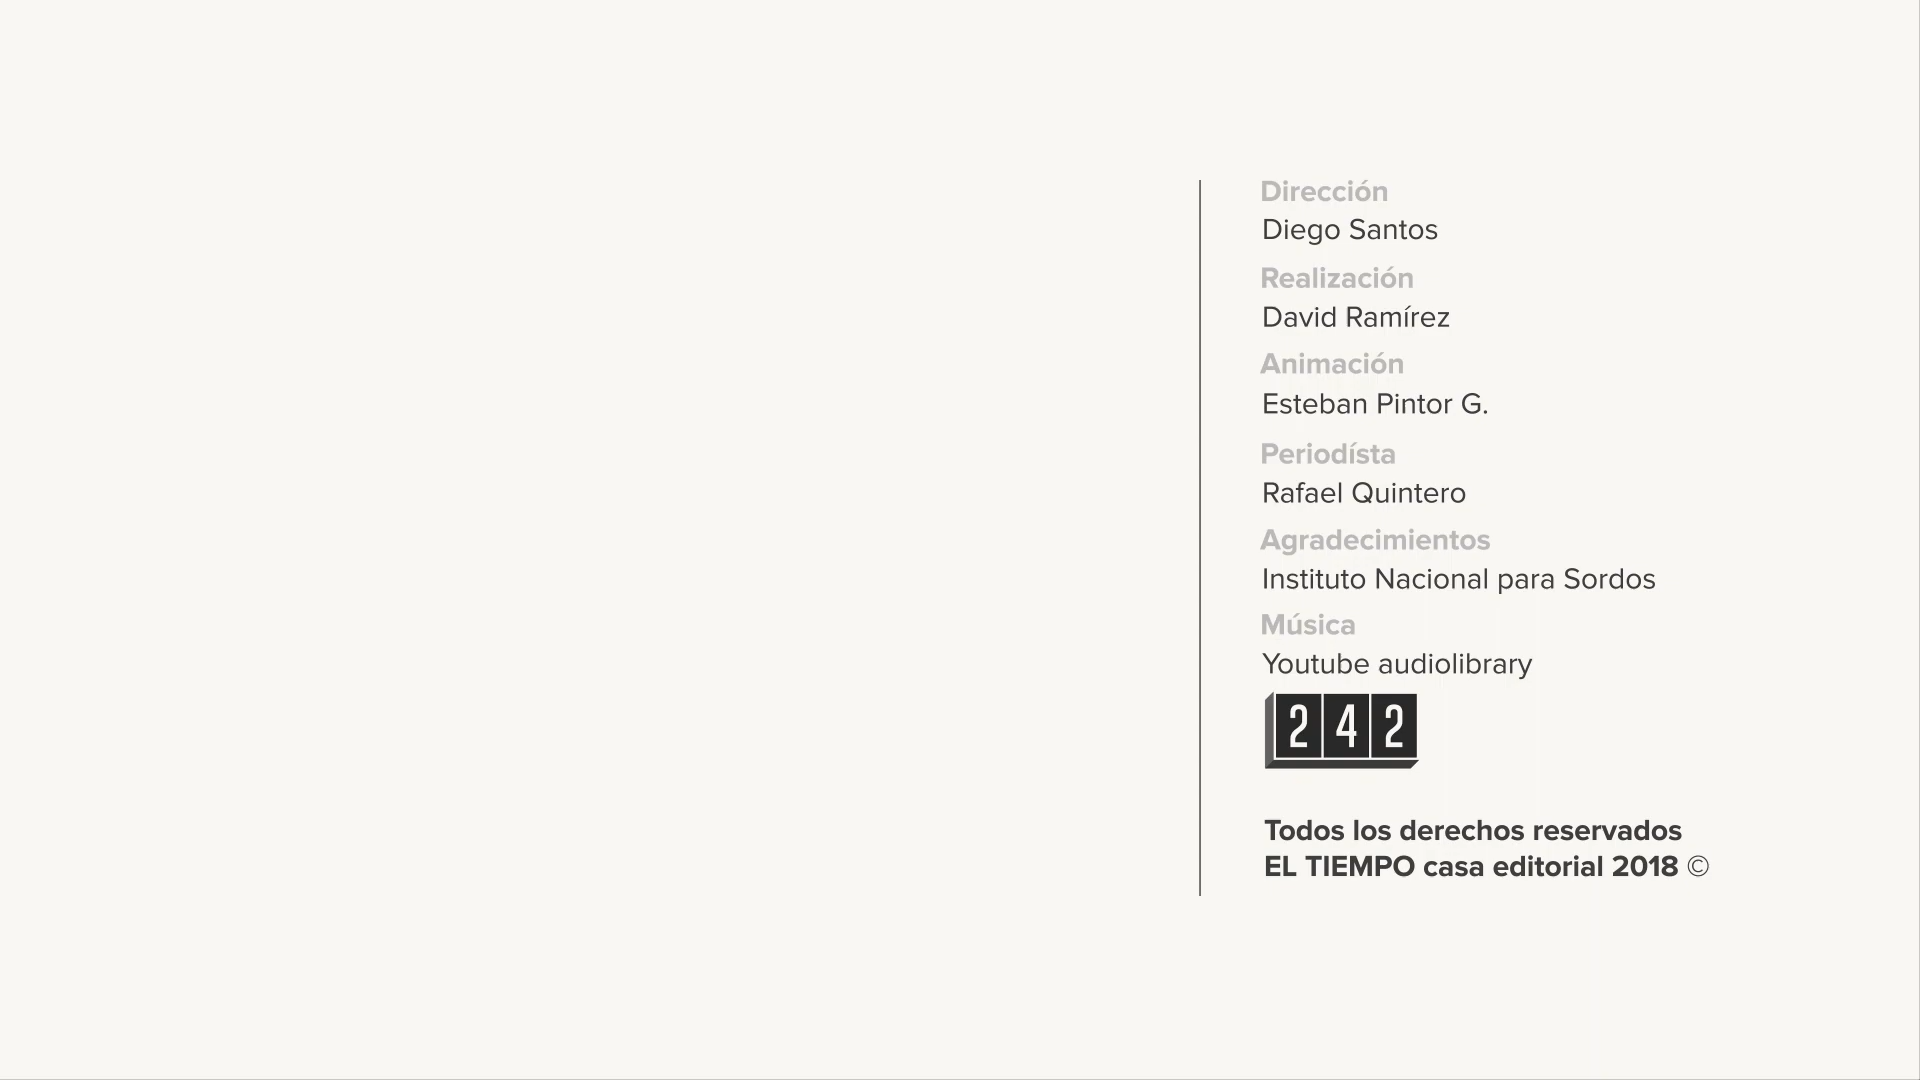 Dirección
Diego Santos
Realización
David Ramírez
Animación
Esteban Pintor G.
Periodísta
Rafael Quintero
Agradecimientos
Instituto Nacional para Sordos
Música
Youtube audiolibrary
242
Todos los derechos reservados
EL TIEMPO casa editorial 2018 ©